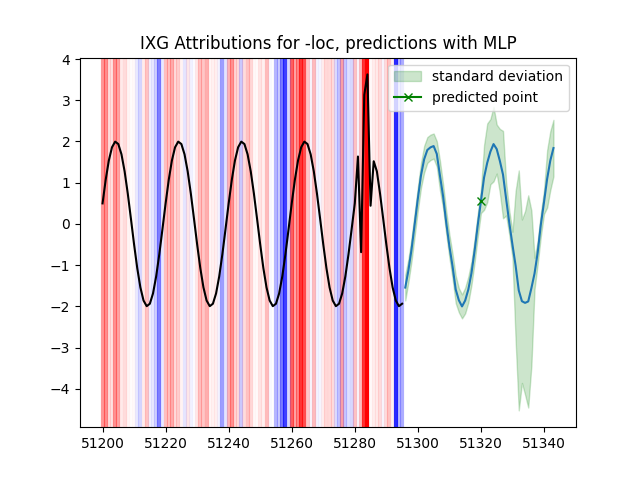 IXG Attributions for -loc, predictions with MLP
standard deviation
predicted point
4
3
2
1
0
−1
−2
−3
−4
51200 51220 51240 51260 51280 51300 51320 51340